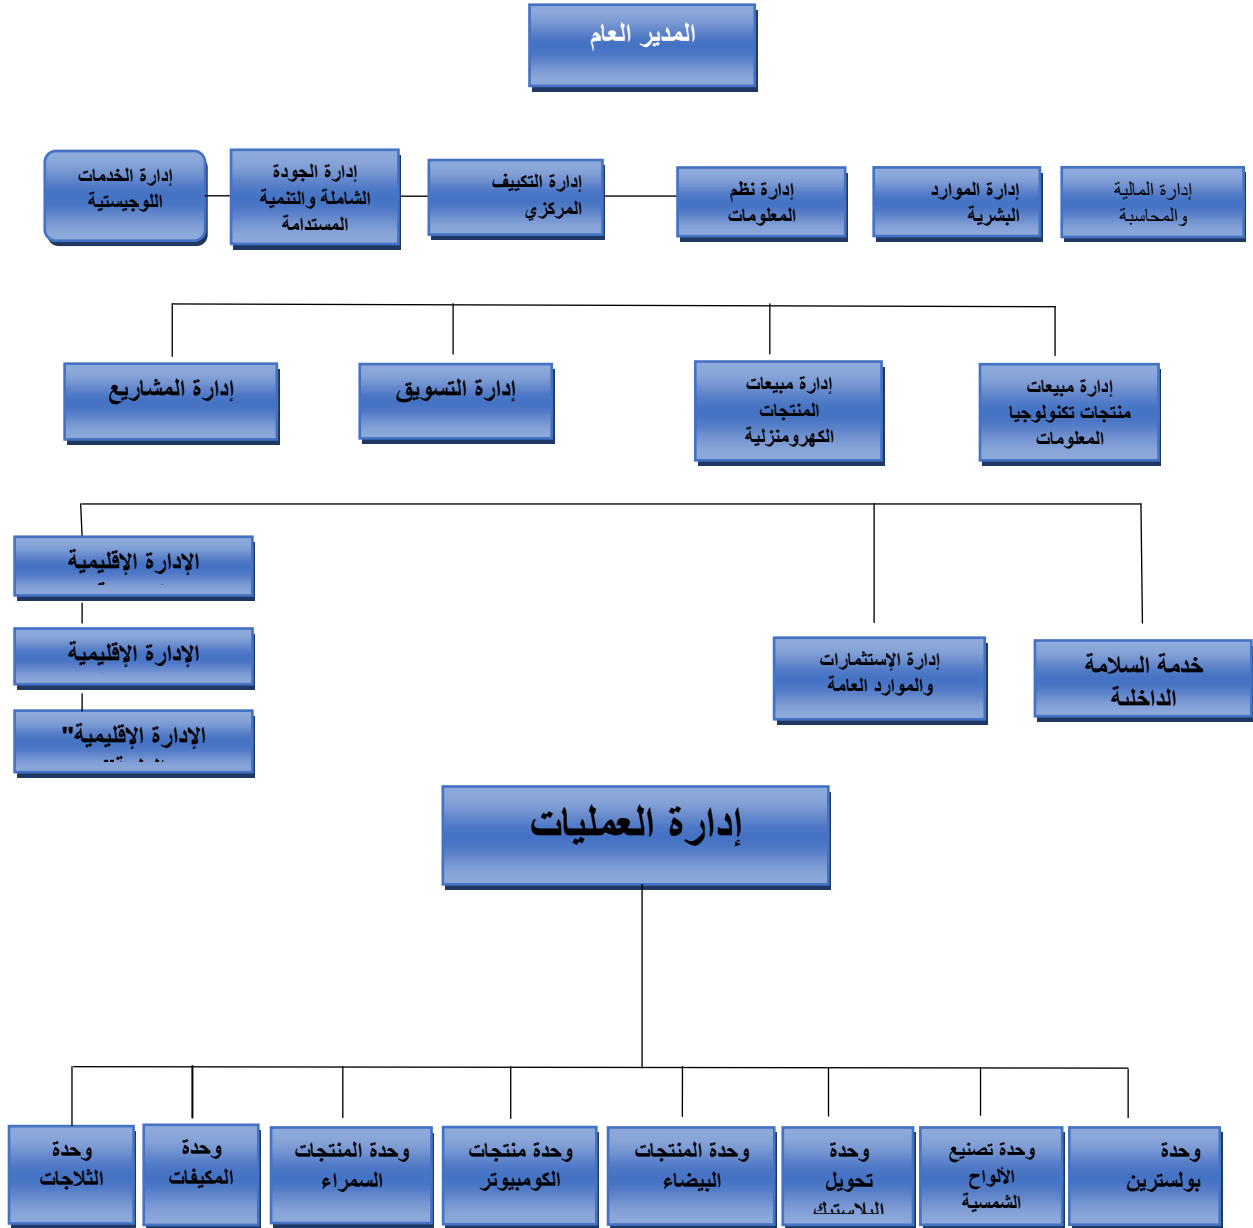 المدير العام
إدارة المالية
والمحاسبة
إدارة الموارد
البشرية
إدارة نظم
المعلومات
إدارة التكييف
المركزي
إدارة الجودة
الشاملة والتنمية
المستدامة
إدارة الخدمات
اللوجيستية
إدارة مبيعات
منتجات تكنولوجيا
المعلومات
إدارة مبيعات
المنتجات
الكهرومنزلية
إدارة التسويق
إدارة المشاريع
الإدارة الإقليمية
الإدارة الإقليمية
الإدارة الإقليمية"
خدمة السلامة
الداخلية
إدارة الإستثمارات
والموارد العامة
إدارة العمليات
وحدة
بولسترين
وحدة تصنيع
الألواح
الشمسية
وحدة
تحويل
البلاستيك
وحدة المنتجات
البيضاء
وحدة منتجات
الكومبيوتر
وحدة المنتجات
السمراء
وحدة
المكيفات
وحدة
الثلاجات